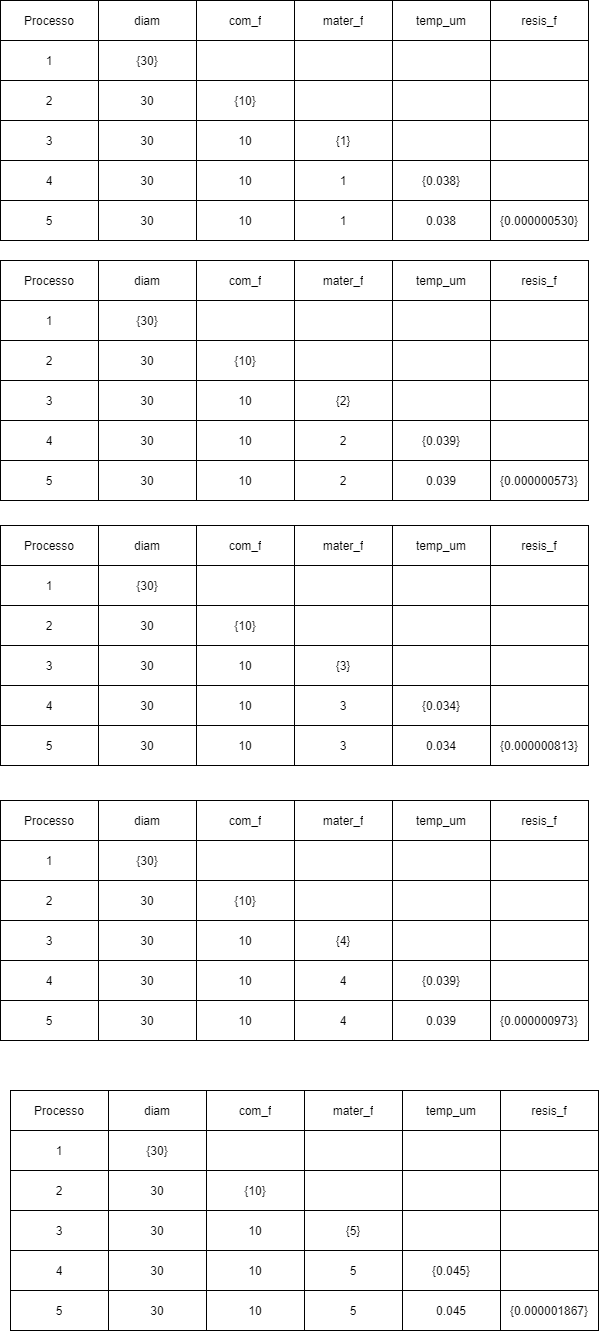 Processo diam com_f mater_f temp_um resis_f
1 {30}
2 30 {10}
3 30 10 {1}
4 30 10 1 {0.038}
5 30 10 1 0.038 {0.000000530}
Processo diam com_f mater_f temp_um resis_f
1 {30}
2 30 {10}
3 30 10 {2}
4 30 10 2 {0.039}
5 30 10 2 0.039 {0.000000573}
Processo diam com_f mater_f temp_um resis_f
1 {30}
2 30 {10}
3 30 10 {3}
4 30 10 3 {0.034}
5 30 10 3 0.034 {0.000000813}
Processo diam com_f mater_f temp_um resis_f
1 {30}
2 30 {10}
3 30 10 {4}
4 30 10 4 {0.039}
5 30 10 4 0.039 {0.000000973}
Processo diam com_f mater_f temp_um resis_f
1 {30}
2 30 {10}
3 30 10 {5}
4 30 10 5 {0.045}
5 30 10 5 0.045 {0.000001867}